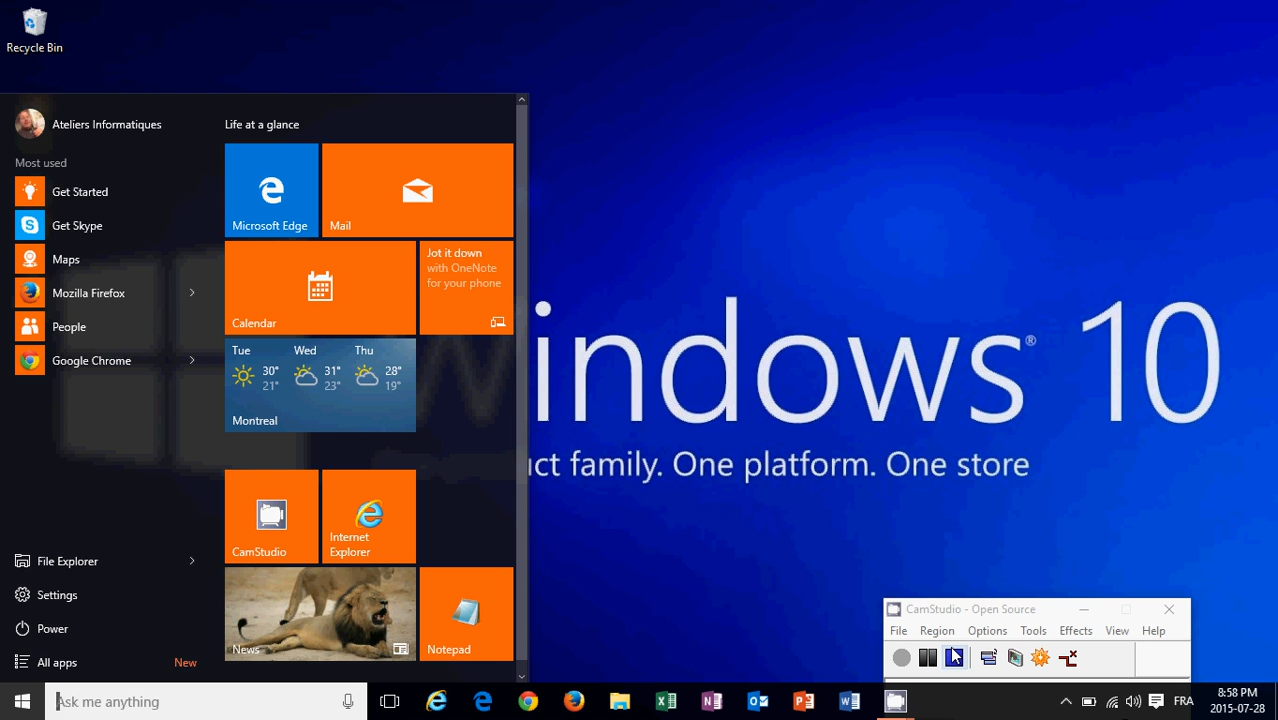 Recycle Bin
Ateliers Informatiques
Most used
Get Started
Get Skype
Maps
Mozilla Firefox
People
Google Chrome
File Explorer
Settings
Power
All apps
New
Life at a glance
Microsoft Edge
Mail
Calendar
Jot it down
with OneNote
for your phone
Tue Wed Thu
30° 31° 28°
21° 23° 19°
Montreal
CamStudio
Internet
Explorer
News
Notepad
indows® 10
ct family. One platform. One store
CamStudio - Open Source
File Region Options Tools Effects View Help
Ask me anything
FRA
8:58 PM
2015-07-28